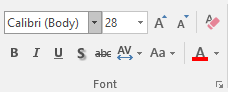 Calibri (Body) 28 A A A
B I U S abc AV Aa A
Font